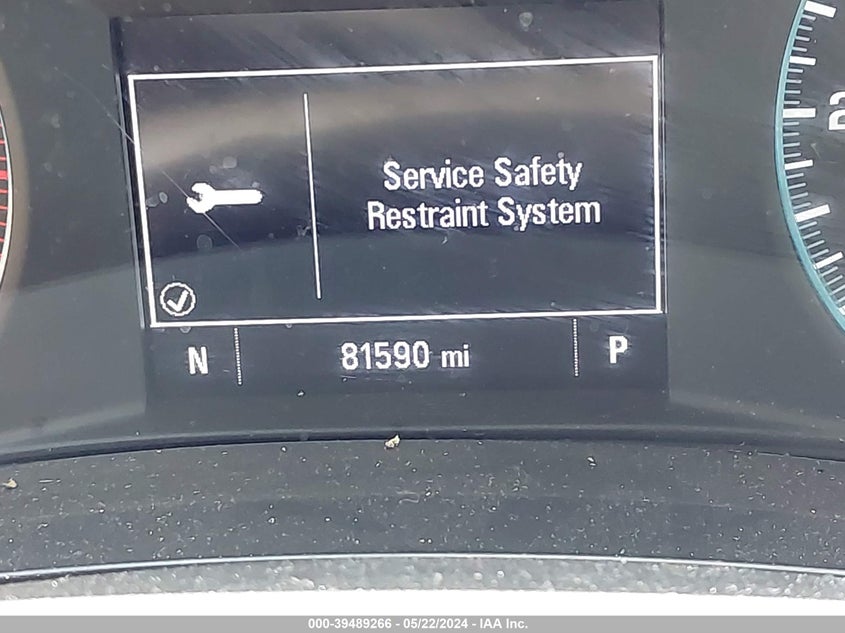 Service Safety
Restraint System
N 81590 mi P
000-39489266 - 05/22/2024 - IAA Inc.